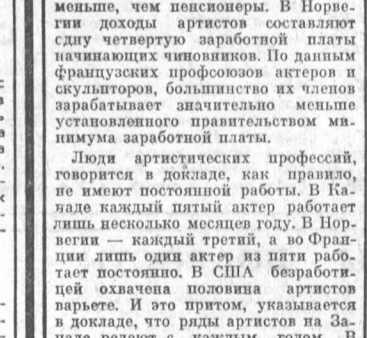 меньше, чем пенсионеры. В Норве-
гии доходы артистов составляют
одну четвертую заработной платы
начинающих чиновников. По данным
французских профсоюзов актеров и
скульпторов, большинство их членов
зарабатывает значительно меньше
установленного правительством ми-
нимума заработной платы.
Люди артистических профессий,
говорится в докладе, как правило,
не имеют постоянной работы. В Ка-
наде каждый пятый актер работает
лишь несколько месяцев году. В Нор-
вегии — каждый третий, а во Фран-
ции лишь один актер из пяти рабо-
тает постоянно. В США безработи-
цей охвачена половина артистов
варьете. И это притом, указывается
в докладе, что ряды артистов на За-
паде редеют с каждым годом. В